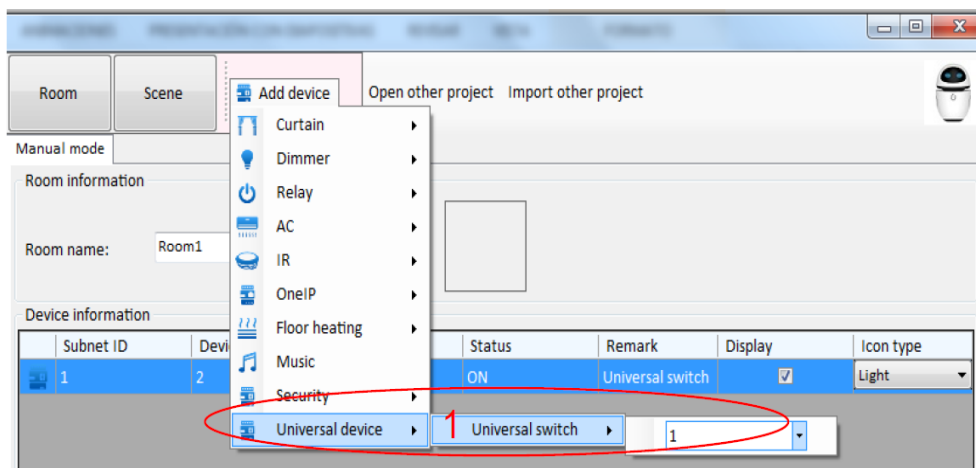 Room Scene Add device Open other project Import other project
Manual mode
Curtain
Dimmer
Relay
AC
IR
OneIP
Floor heating
Music
Security
Universal device
Room information
Room name: Room1
Device information
Subnet ID Devi Status Remark Display Icon type
1 2 ON Universal switch Light
1 Universal switch 1